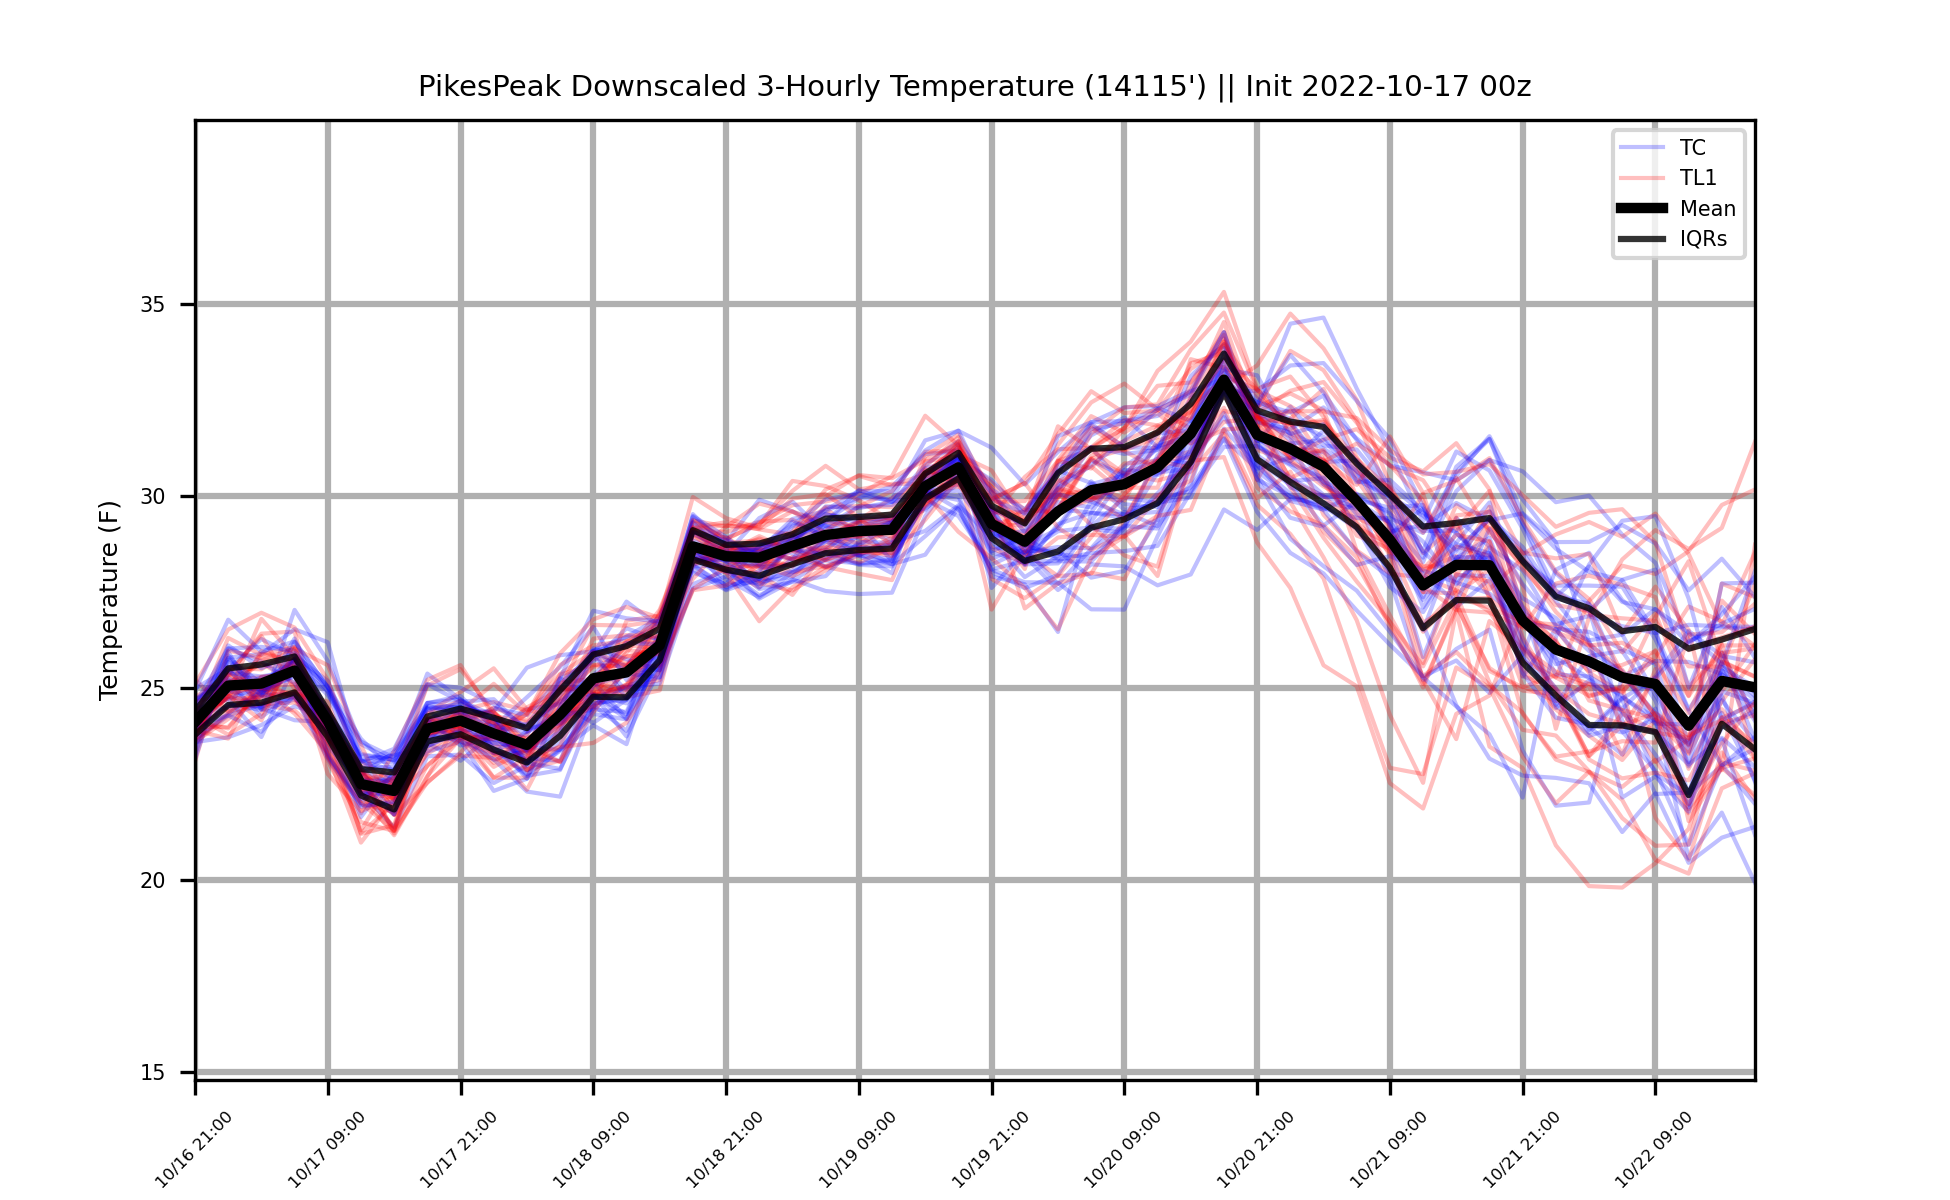 PikesPeak Downscaled 3-Hourly Temperature (14115') || Init 2022-10-17 00z
TC
TL1
Mean
IQRs
Temperature (F)
35
30
25
20
15
10/16 21:00
10/17 09:00
10/17 21:00
10/18 09:00
10/18 21:00
10/19 09:00
10/19 21:00
10/20 09:00
10/20 21:00
10/21 09:00
10/21 21:00
10/22 09:00